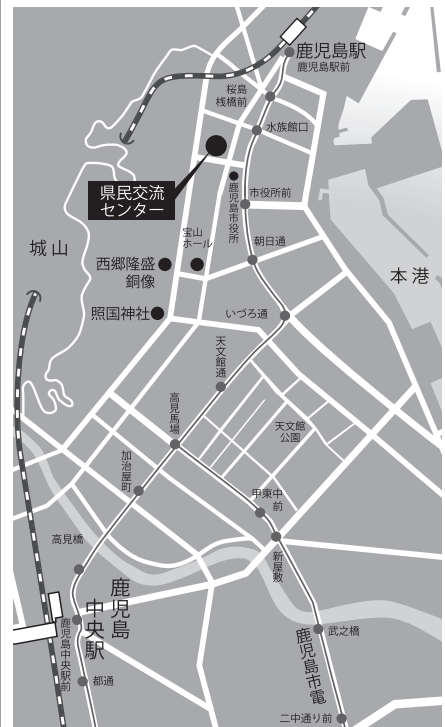 鹿児島駅
鹿児島駅前
桜島
桟橋前
水族館口
県民交流
センター
鹿児島市役所
市役所前
宝山
ホール
朝日通
城山
西郷隆盛
銅像
本港
照国神社
いづろ通
天文館通
高見馬場
天文館
公園
加治屋町
甲東中
前
高見橋
新屋敷
鹿児島
中央駅
鹿児島中央駅前
武之橋
鹿児島市電
都通
二中通り前